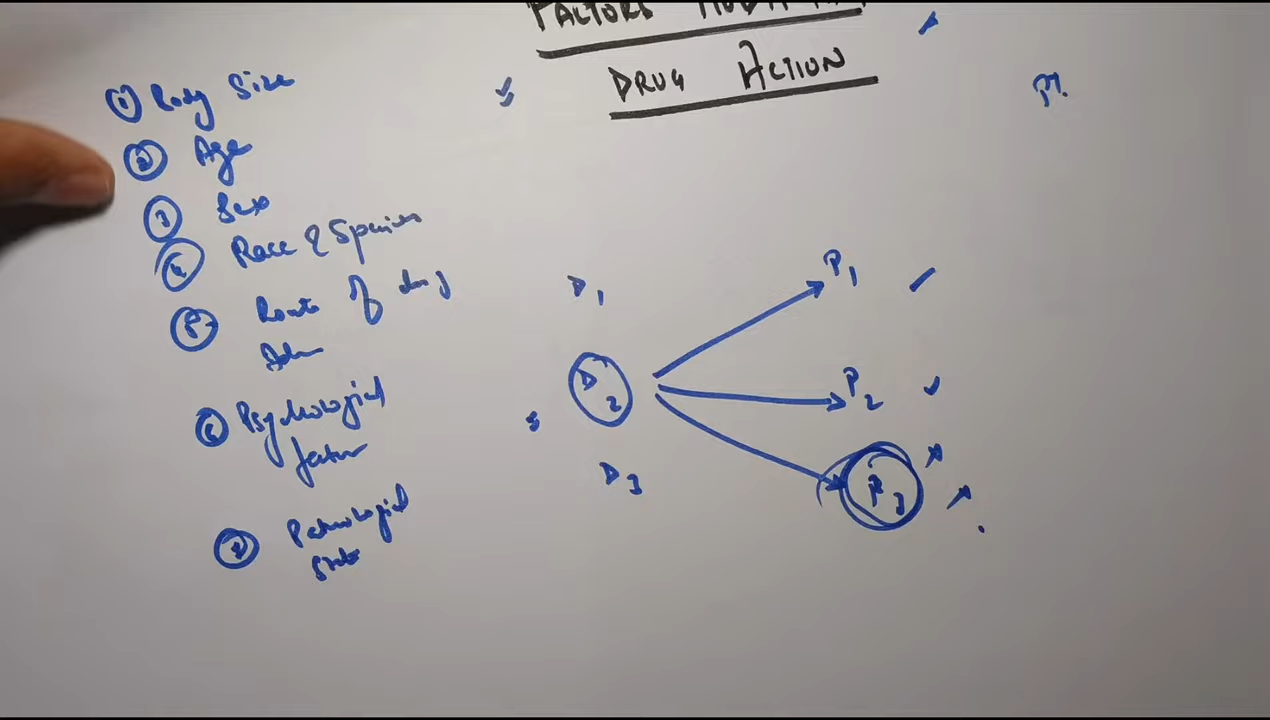 FACTORS
DRUG ACTION
① Body Size
② Age
③ Sex
④ Race & Species
⑤ Route of drug
⑥ Psychological
factor
⑦ Pathological
state
D1
D2
D3
P1
P2
P3